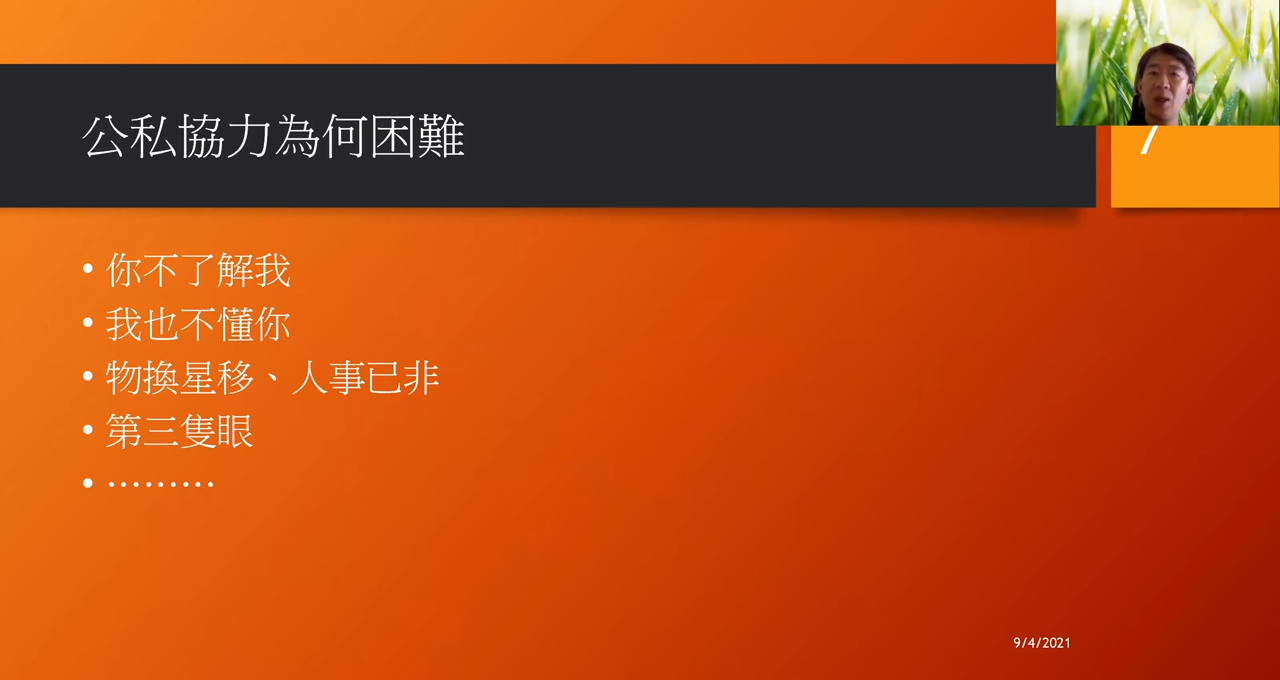 公私協力為何困難
7
• 你不了解我
• 我也不懂你
• 物換星移、人事已非
• 第三隻眼
• ………
9/4/2021